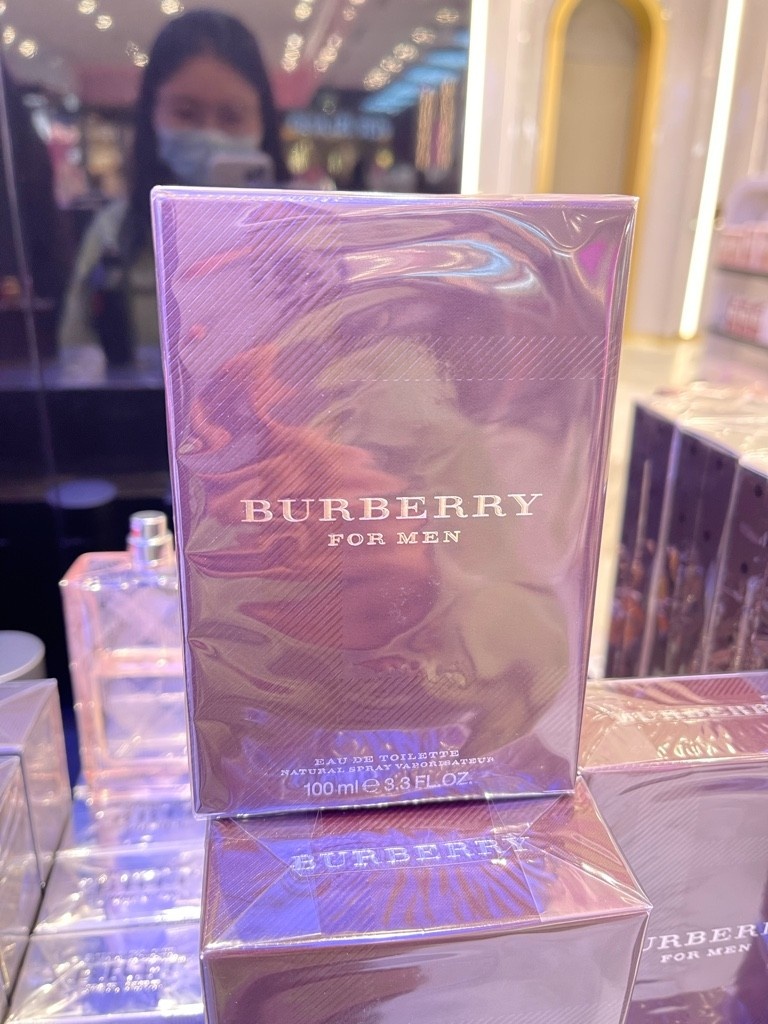 BURBERRY
FOR MEN
EAU DE TOILETTE
NATURAL SPRAY VAPORISATEUR
100 ml ℮ 3.3 FL.OZ.
BURBERRY
BURBERRY
URBERR
FOR MEN